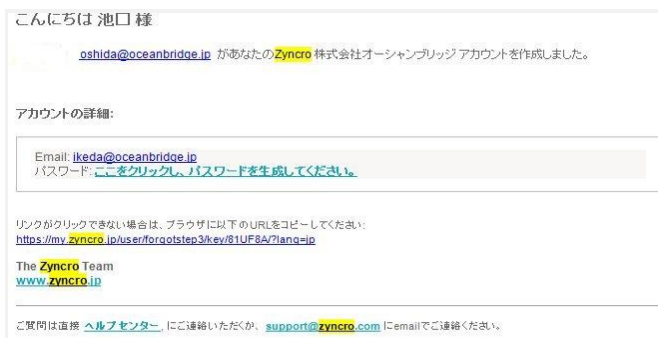 こんにちは 池口 様
oshida@oceanbridge.jp があなたのZyncro 株式会社オーシャンブリッジ アカウントを作成しました。
アカウントの詳細:
Email: ikeda@oceanbridge.jp
パスワード: ここをクリックし、パスワードを生成してください。
リンクがクリックできない場合は、ブラウザに以下のURLをコピーしてください:
https://my.zyncro.jp/user/forgotstep3/key/81UF8A/?lang=jp
The Zyncro Team
www.zyncro.jp
ご質問は直接 ヘルプセンター, にご連絡いただくか、 support@zyncro.com にemailでご連絡ください。